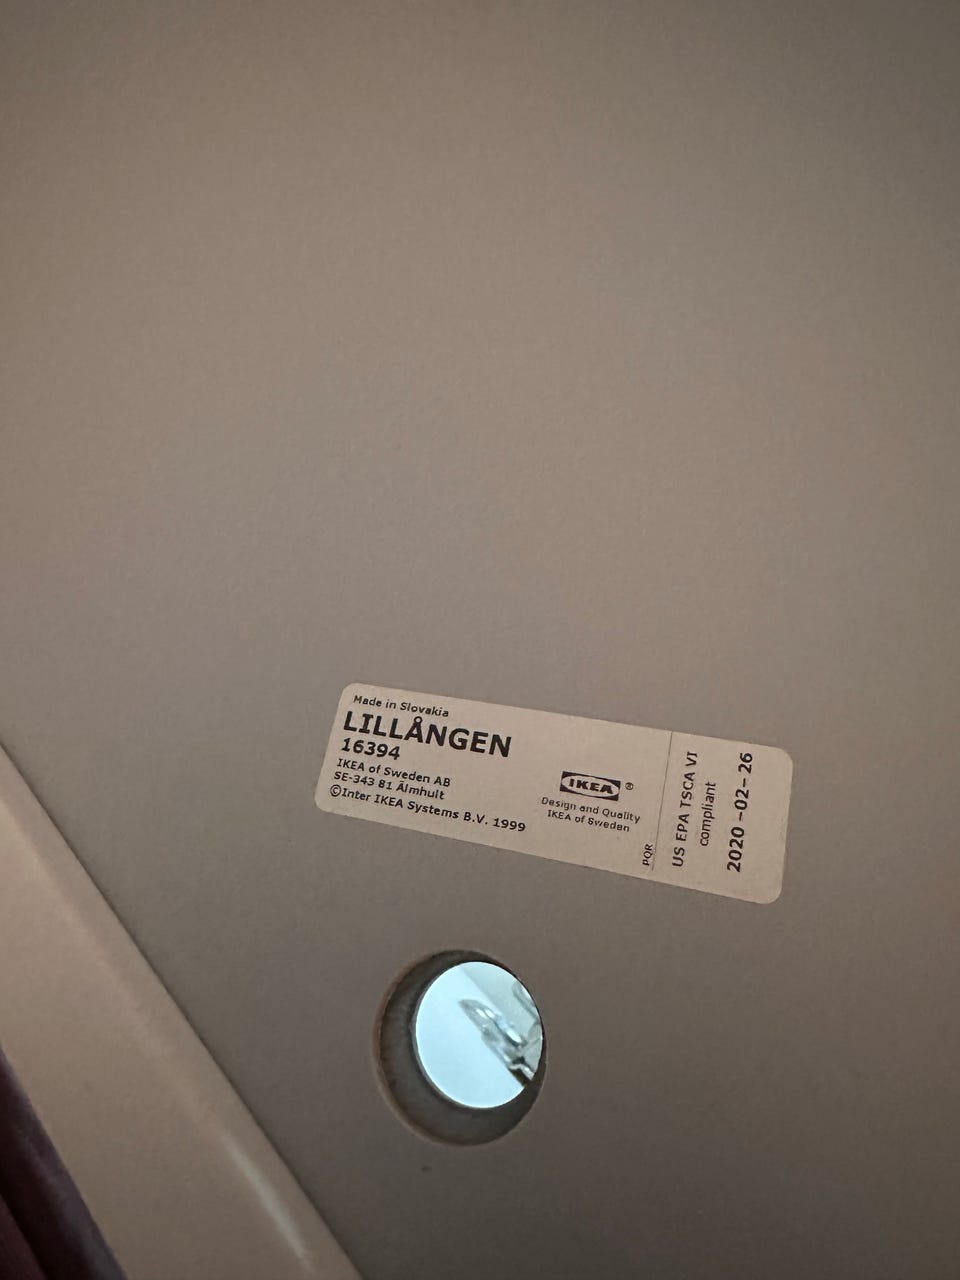 Made in Slovakia
LILLÅNGEN
16394
IKEA of Sweden AB
SE-343 81 Älmhult
©Inter IKEA Systems B.V. 1999
IKEA®
Design and Quality
IKEA of Sweden
PQR
US EPA TSCA VI
compliant
2020 -02- 26